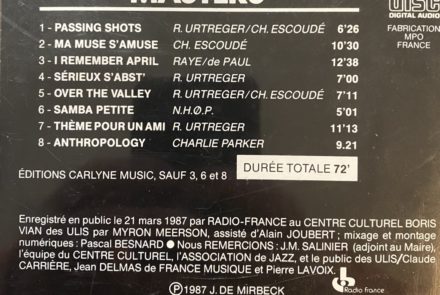 MASTERS
DISC
DIGITAL AUDIO
FABRICATION
MPO
FRANCE
1 - PASSING SHOTS R. URTREGER/CH. ESCOUDÉ 6'26
2 - MA MUSE S'AMUSE CH. ESCOUDÉ 10'30
3 - I REMEMBER APRIL RAYE/de PAUL 12'38
4 - SÉRIEUX S'ABST' R. URTREGER 7'00
5 - OVER THE VALLEY R. URTREGER/CH. ESCOUDÉ 7'11
6 - SAMBA PETITE N.H.Ø.P. 5'01
7 - THÈME POUR UN AMI R. URTREGER 11'13
8 - ANTHROPOLOGY CHARLIE PARKER 9.21
DURÉE TOTALE 72'
ÉDITIONS CARLYNE MUSIC, SAUF 3, 6 et 8
Enregistré en public le 21 mars 1987 par RADIO-FRANCE au CENTRE CULTUREL BORIS
VIAN des ULIS par MYRON MEERSON, assisté d'Alain JOUBERT ; mixage et montage
numériques : Pascal BESNARD ● Nous REMERCIONS : J.M. SALINIER (adjoint au Maire),
l'équipe du CENTRE CULTUREL, l'ASSOCIATION de JAZZ, et le public des ULIS/Claude
CARRIÈRE, Jean DELMAS de FRANCE MUSIQUE et Pierre LAVOIX.
Ⓟ1987 J. DE MIRBECK
Radio france